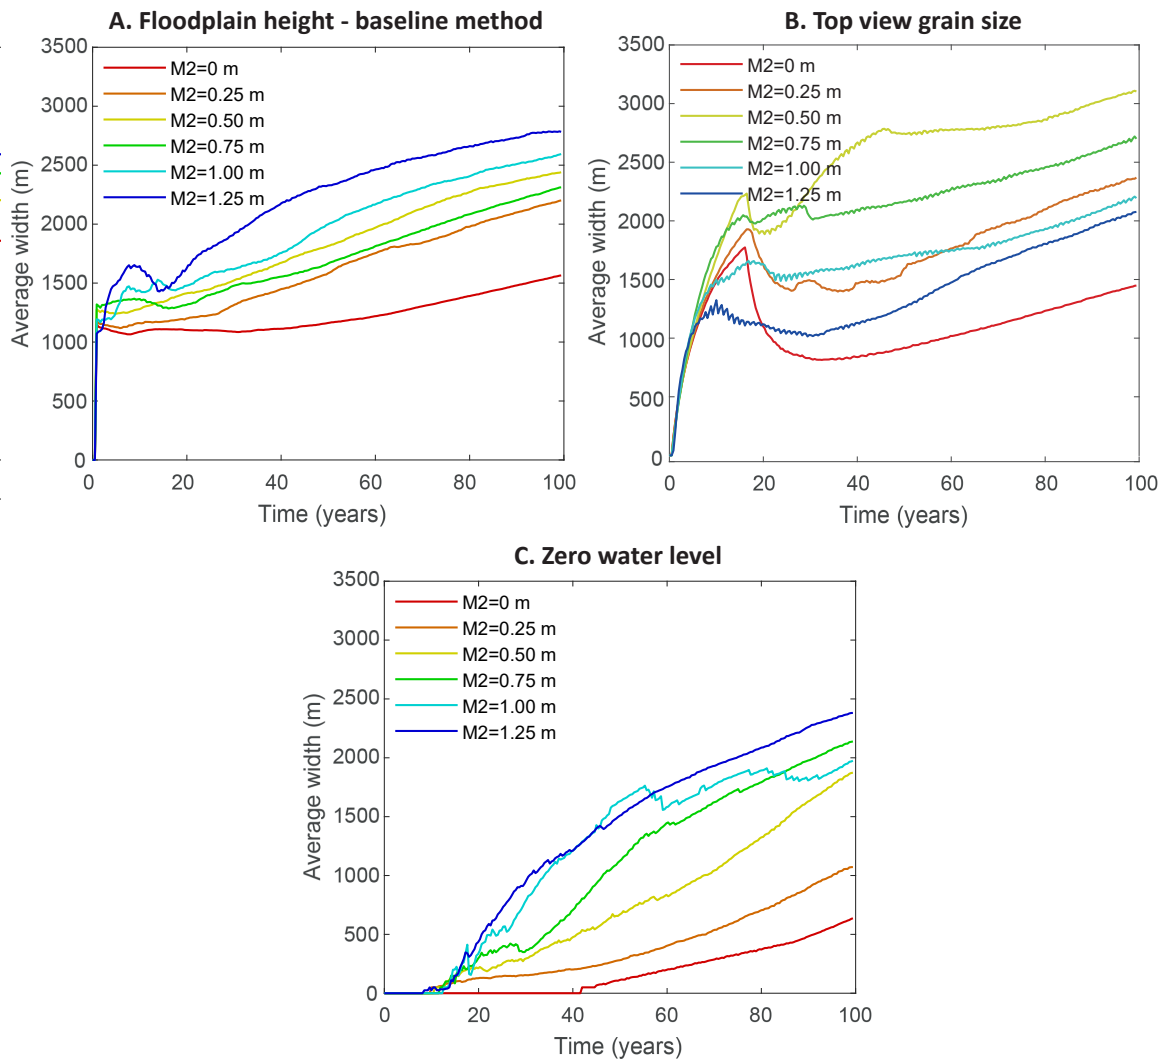 A. Floodplain height - baseline method
3500
3000
2500
2000
1500
1000
500
0
Average width (m)
M2=0 m
M2=0.25 m
M2=0.50 m
M2=0.75 m
M2=1.00 m
M2=1.25 m
0 20 40 60 80 100
Time (years)
B. Top view grain size
3500
3000
2500
2000
1500
1000
500
0
Average width (m)
M2=0 m
M2=0.25 m
M2=0.50 m
M2=0.75 m
M2=1.00 m
M2=1.25 m
0 20 40 60 80 100
Time (years)
C. Zero water level
3500
3000
2500
2000
1500
1000
500
0
Average width (m)
M2=0 m
M2=0.25 m
M2=0.50 m
M2=0.75 m
M2=1.00 m
M2=1.25 m
0 20 40 60 80 100
Time (years)